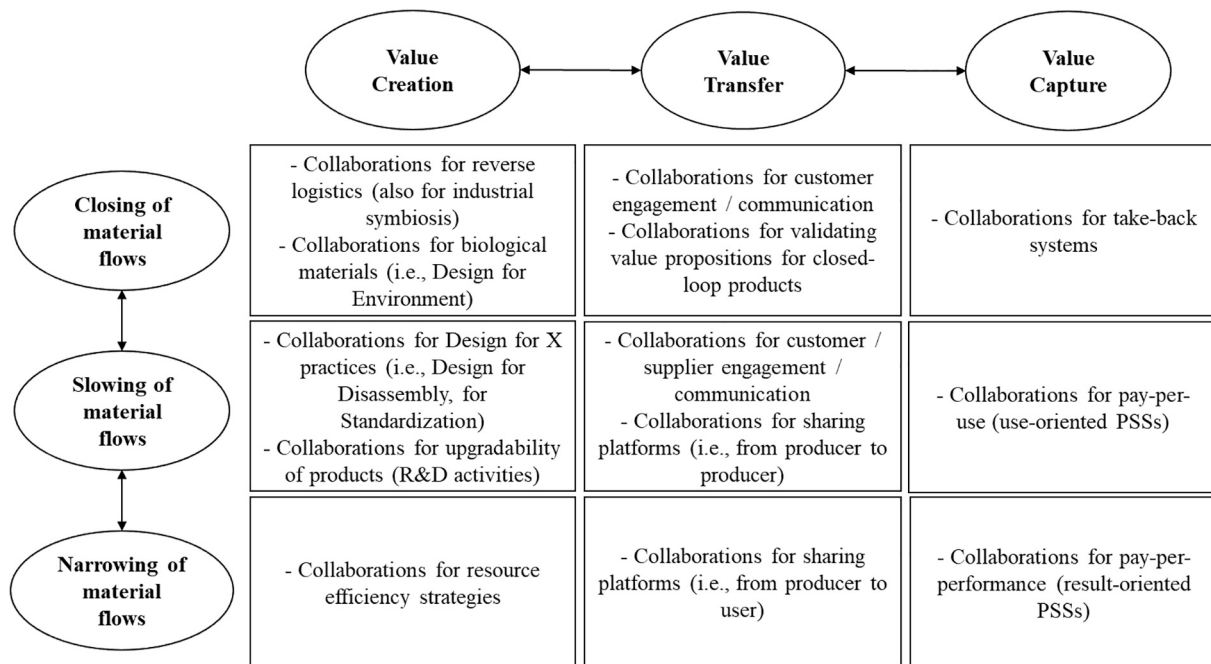 Value
Creation
Value
Transfer
Value
Capture
Closing of
material
flows
- Collaborations for reverse
logistics (also for industrial
symbiosis)
- Collaborations for biological
materials (i.e., Design for
Environment)
- Collaborations for customer
engagement / communication
- Collaborations for validating
value propositions for closed-
loop products
- Collaborations for take-back
systems
Slowing of
material
flows
- Collaborations for Design for X
practices (i.e., Design for
Disassembly, for
Standardization)
- Collaborations for upgradability
of products (R&D activities)
- Collaborations for customer /
supplier engagement /
communication
- Collaborations for sharing
platforms (i.e., from producer to
producer)
- Collaborations for pay-per-
use (use-oriented PSSs)
Narrowing of
material
flows
- Collaborations for resource
efficiency strategies
- Collaborations for sharing
platforms (i.e., from producer to
user)
- Collaborations for pay-per-
performance (result-oriented
PSSs)